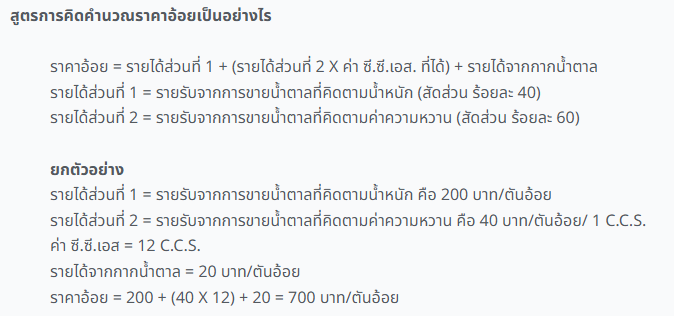 สูตรการคิดคำนวณราคาอ้อยเป็นอย่างไร
ราคาอ้อย = รายได้ส่วนที่ 1 + (รายได้ส่วนที่ 2 X ค่า ซี.ซี.เอส. ที่ได้) + รายได้จากกากน้ำตาล
รายได้ส่วนที่ 1 = รายรับจากการขายน้ำตาลที่คิดตามน้ำหนัก (สัดส่วน ร้อยละ 40)
รายได้ส่วนที่ 2 = รายรับจากการขายน้ำตาลที่คิดตามค่าความหวาน (สัดส่วน ร้อยละ 60)
ยกตัวอย่าง
รายได้ส่วนที่ 1 = รายรับจากการขายน้ำตาลที่คิดตามน้ำหนัก คือ 200 บาท/ตันอ้อย
รายได้ส่วนที่ 2 = รายรับจากการขายน้ำตาลที่คิดตามค่าความหวาน คือ 40 บาท/ตันอ้อย/ 1 C.C.S.
ค่า ซี.ซี.เอส = 12 C.C.S.
รายได้จากกากน้ำตาล = 20 บาท/ตันอ้อย
ราคาอ้อย = 200 + (40 X 12) + 20 = 700 บาท/ตันอ้อย